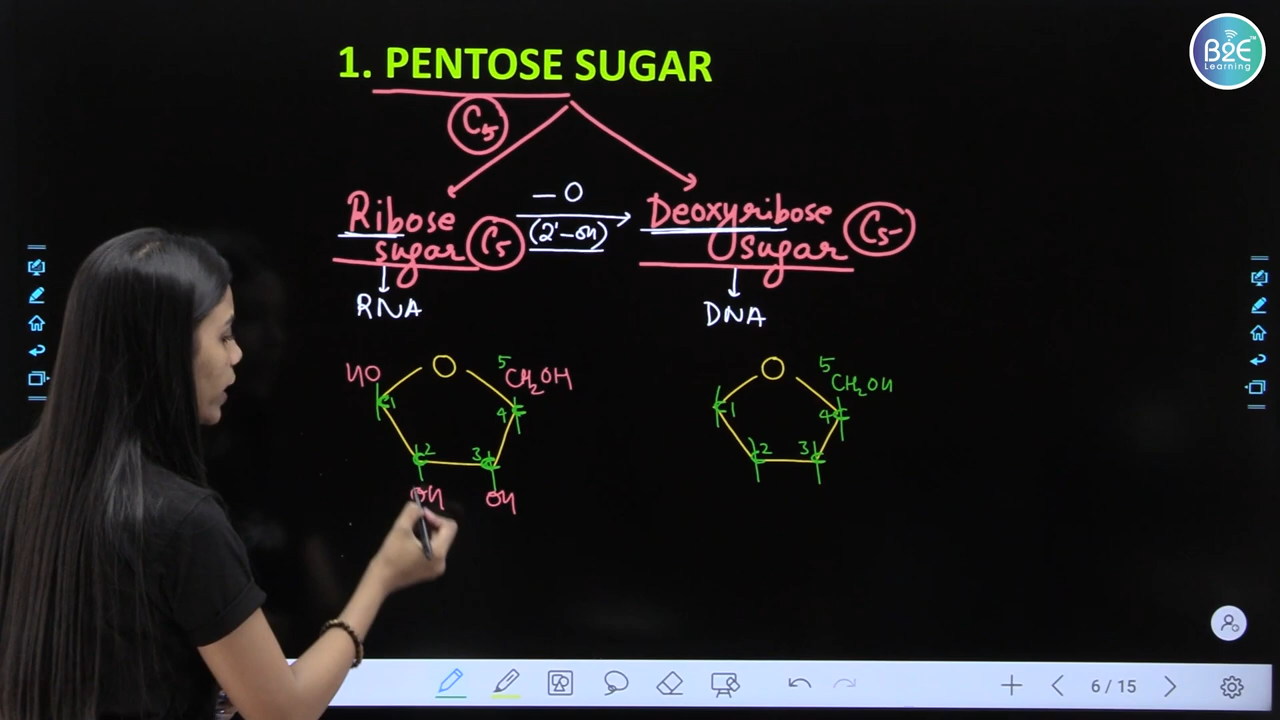 B2E
Learning
1. PENTOSE SUGAR
C5
– O
Ribose
sugar C5
(2' – OH)
Deoxyribose
sugar C5
RNA
DNA
HO O 5 CH2OH
1 4
2 3
OH OH
O 5 CH2OH
1 4
2 3
6 / 15